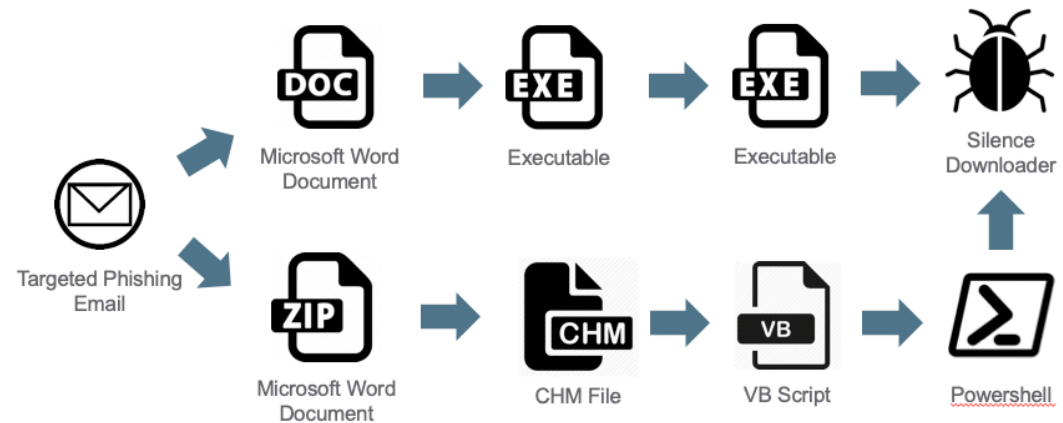 DOC
EXE
EXE
Microsoft Word
Document
Executable
Executable
Silence
Downloader
Targeted Phishing
Email
ZIP
CHM
VB
Microsoft Word
Document
CHM File
VB Script
Powershell